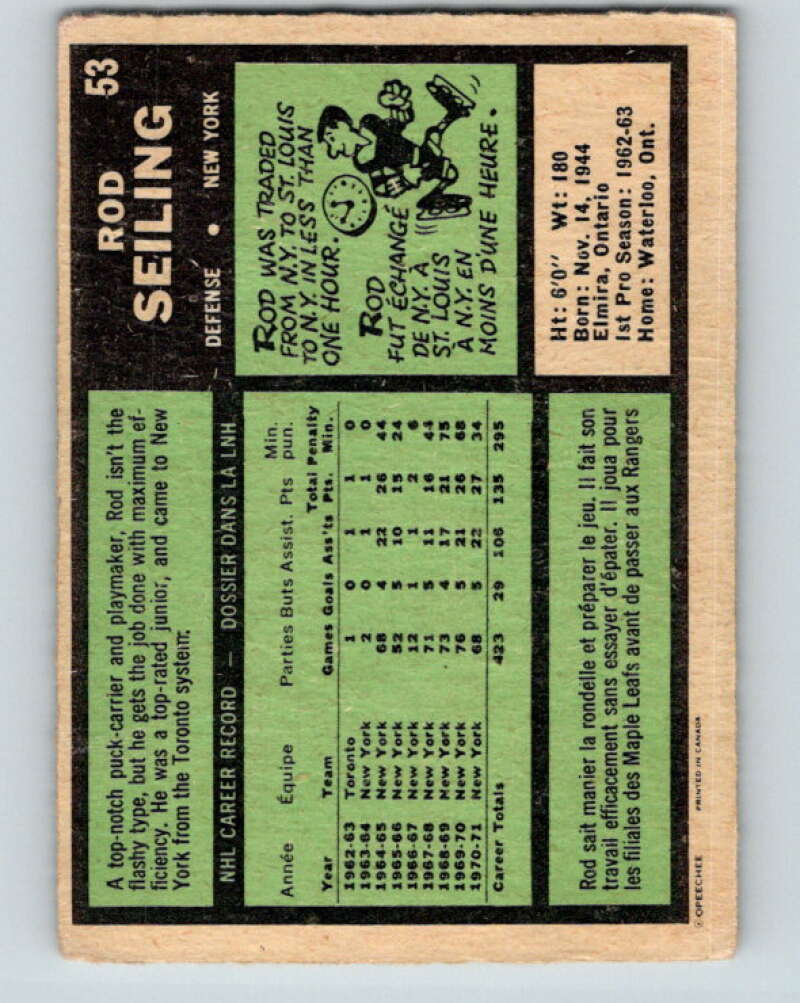 53
ROD
SEILING
DEFENSE • NEW YORK
A top-notch puck-carrier and playmaker, Rod isn't the
flashy type, but he gets the job done with maximum ef-
ficiency. He was a top-rated junior, and came to New
York from the Toronto system.
ROD WAS TRADED
FROM N.Y. TO ST. LOUIS
TO N.Y. IN LESS THAN
ONE HOUR.
ROD
FUT ÉCHANGÉ
DE N.Y. À
ST. LOUIS
À N.Y. EN
MOINS D'UNE HEURE.
NHL CAREER RECORD — DOSSIER DANS LA LNH
Année Équipe Parties Buts Assist. Pts Min. pun.
Year Team Games Goals Ass'ts Total Pts. Penalty Min.
1962-63 Toronto 1 0 1 1 0
1963-64 New York 2 0 1 1 0
1964-65 New York 68 4 22 26 44
1965-66 New York 52 5 10 15 24
1966-67 New York 12 1 1 2 6
1967-68 New York 71 5 11 16 44
1968-69 New York 73 4 17 21 75
1969-70 New York 76 5 21 26 68
1970-71 New York 68 5 22 27 34
Career Totals 423 29 106 135 295
Ht: 6'0" Wt: 180
Born: Nov. 14, 1944
Elmira, Ontario
1st Pro Season: 1962-63
Home: Waterloo, Ont.
Rod sait manier la rondelle et préparer le jeu. Il fait son
travail efficacement sans essayer d'épater. Il joua pour
les filiales des Maple Leafs avant de passer aux Rangers
© OPEECHEE PRINTED IN CANADA